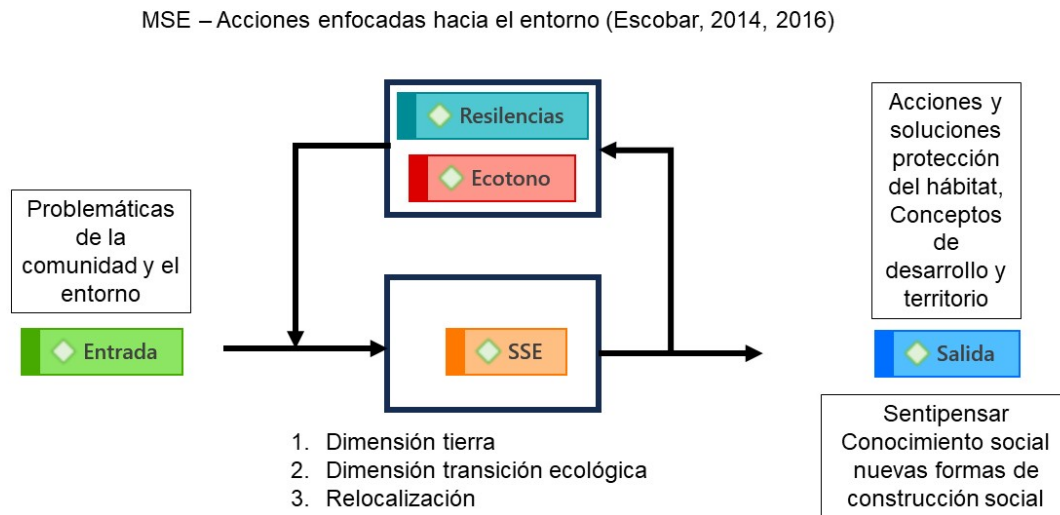 MSE – Acciones enfocadas hacia el entorno (Escobar, 2014, 2016)
Resilencias
Ecotono
Problemáticas
de la
comunidad y el
entorno
Entrada
SSE
1. Dimensión tierra
2. Dimensión transición ecológica
3. Relocalización
Acciones y
soluciones
protección
del hábitat,
Conceptos
de
desarrollo y
territorio
Salida
Sentipensar
Conocimiento social
nuevas formas de
construcción social